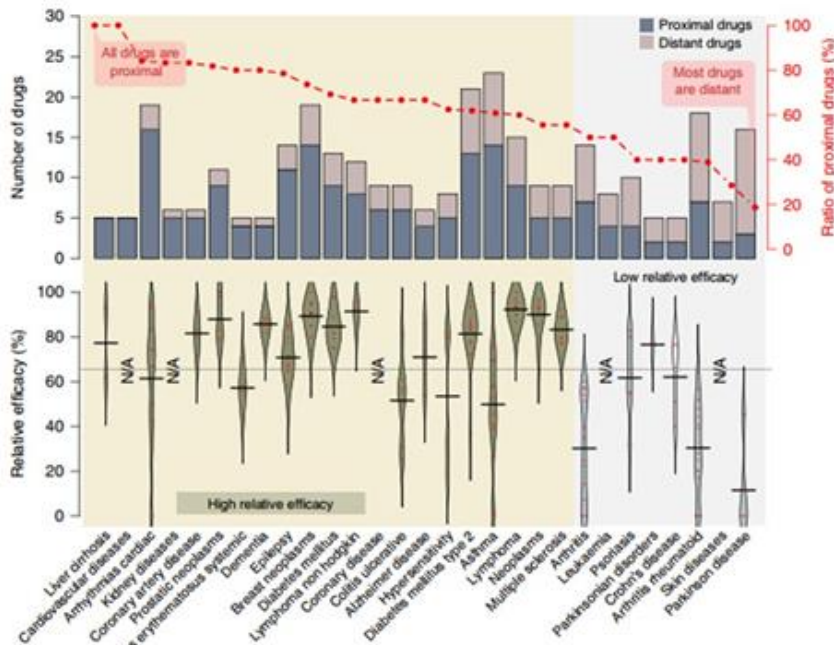 30
25
20
15
10
5
0
Number of drugs
All drugs are
proximal
Proximal drugs
Distant drugs
Most drugs
are distant
100
80
60
40
20
0
Ratio of proximal drugs (%)
100
80
60
40
20
0
Relative efficacy (%)
N/A
N/A
N/A
N/A
N/A
Low relative efficacy
High relative efficacy
Liver cirrhosis
Cardiovascular diseases
Arrhythmias cardiac
Kidney diseases
Coronary artery disease
Prostatic neoplasms
erythematosus systemic
Dementia
Epilepsy
Breast neoplasms
Diabetes mellitus
Lymphoma non hodgkin
Coronary disease
Colitis ulcerative
Alzheimer disease
Hypersensitivity
Diabetes mellitus type 2
Asthma
Lymphoma
Neoplasms
Multiple sclerosis
Arthritis
Leukaemia
Psoriasis
Parkinsonian disorders
Crohn's disease
Arthritis rheumatoid
Skin diseases
Parkinson disease